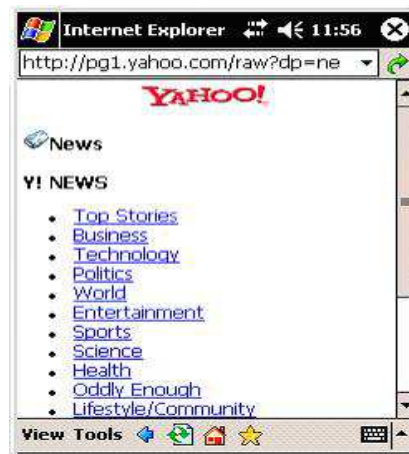 Internet Explorer 11:56
http://pg1.yahoo.com/raw?dp=ne
YAHOO!
News
Y! NEWS
Top Stories
Business
Technology
Politics
World
Entertainment
Sports
Science
Health
Oddly Enough
Lifestyle/Community
View Tools